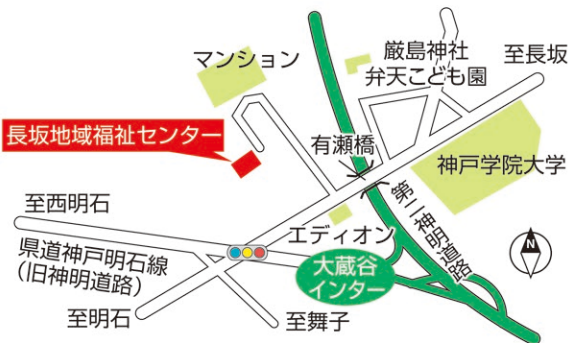 マンション
厳島神社
弁天こども園
至長坂
長坂地域福祉センター
有瀬橋
神戸学院大学
至西明石
第二神明道路
エディオン
県道神戸明石線
(旧神明道路)
大蔵谷
インター
N
至明石
至舞子